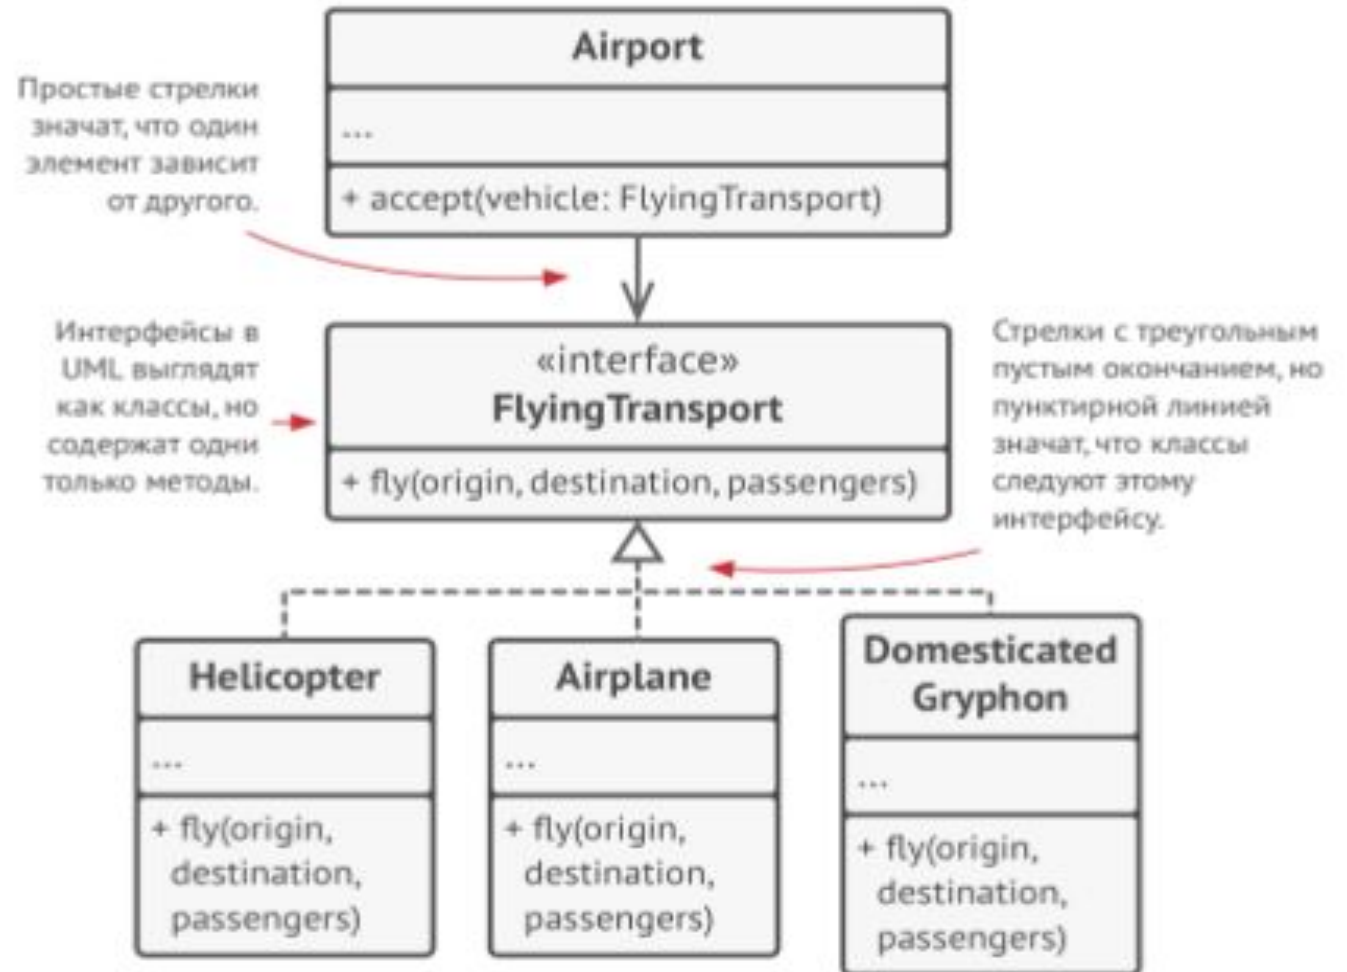 Airport
...
+ accept(vehicle: FlyingTransport)
Простые стрелки
значат, что один
элемент зависит
от другого.
Интерфейсы в
UML выглядят
как классы, но
содержат одни
только методы.
«interface»
FlyingTransport
+ fly(origin, destination, passengers)
Стрелки с треугольным
пустым окончанием, но
пунктирной линией
значат, что классы
следуют этому
интерфейсу.
Helicopter
...
+ fly(origin,
destination,
passengers)
Airplane
...
+ fly(origin,
destination,
passengers)
Domesticated
Gryphon
...
+ fly(origin,
destination,
passengers)